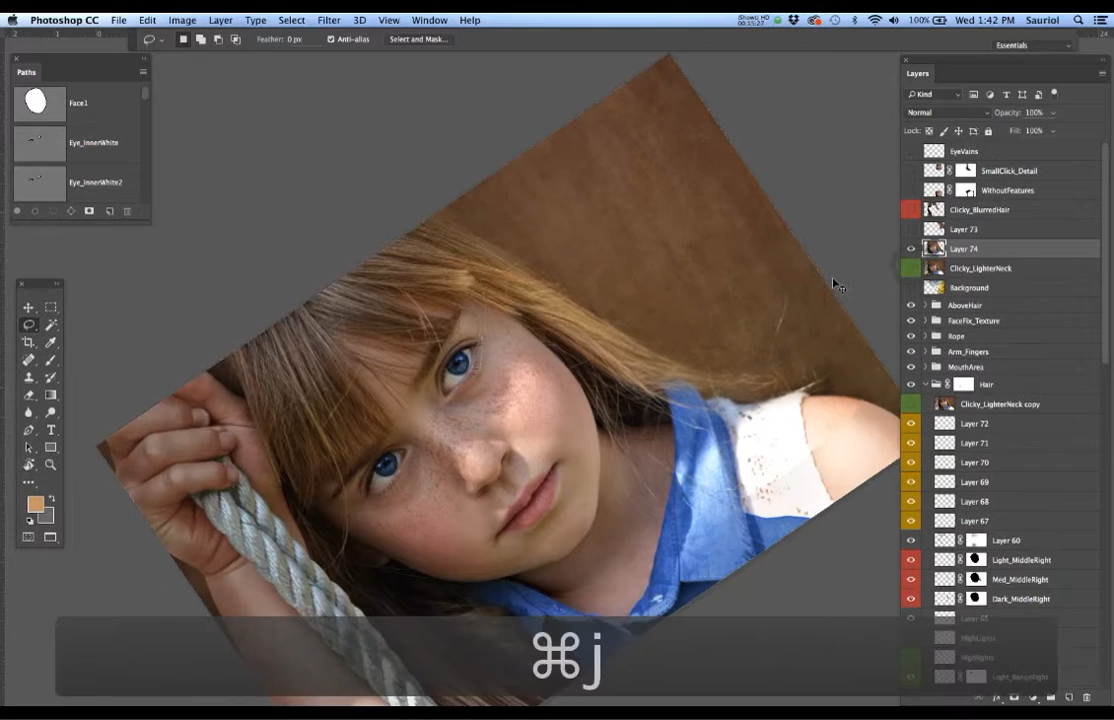 Photoshop CC File Edit Image Layer Type Select Filter 3D View Window Help
100% Wed 1:42 PM Sauriol
Feather: 0 px Anti-alias Select and Mask...
Essentials
Paths
Face1
Eye_InnerWhite
Eye_InnerWhite2
Layers
Kind
Normal Opacity: 100%
Lock: Fill: 100%
EyeVains
SmallClick_Detail
WithoutFeatures
Clicky_BlurredHair
Layer 73
Layer 74
Clicky_LighterNeck
Background
AboveHair
FaceFix_Texture
Rope
Arm_Fingers
MouthArea
Hair
Clicky_LighterNeck copy
Layer 72
Layer 71
Layer 70
Layer 69
Layer 68
Layer 67
Layer 60
Light_MiddleRight
Med_MiddleRight
Dark_MiddleRight
Layer 65
HighLights
⌘j